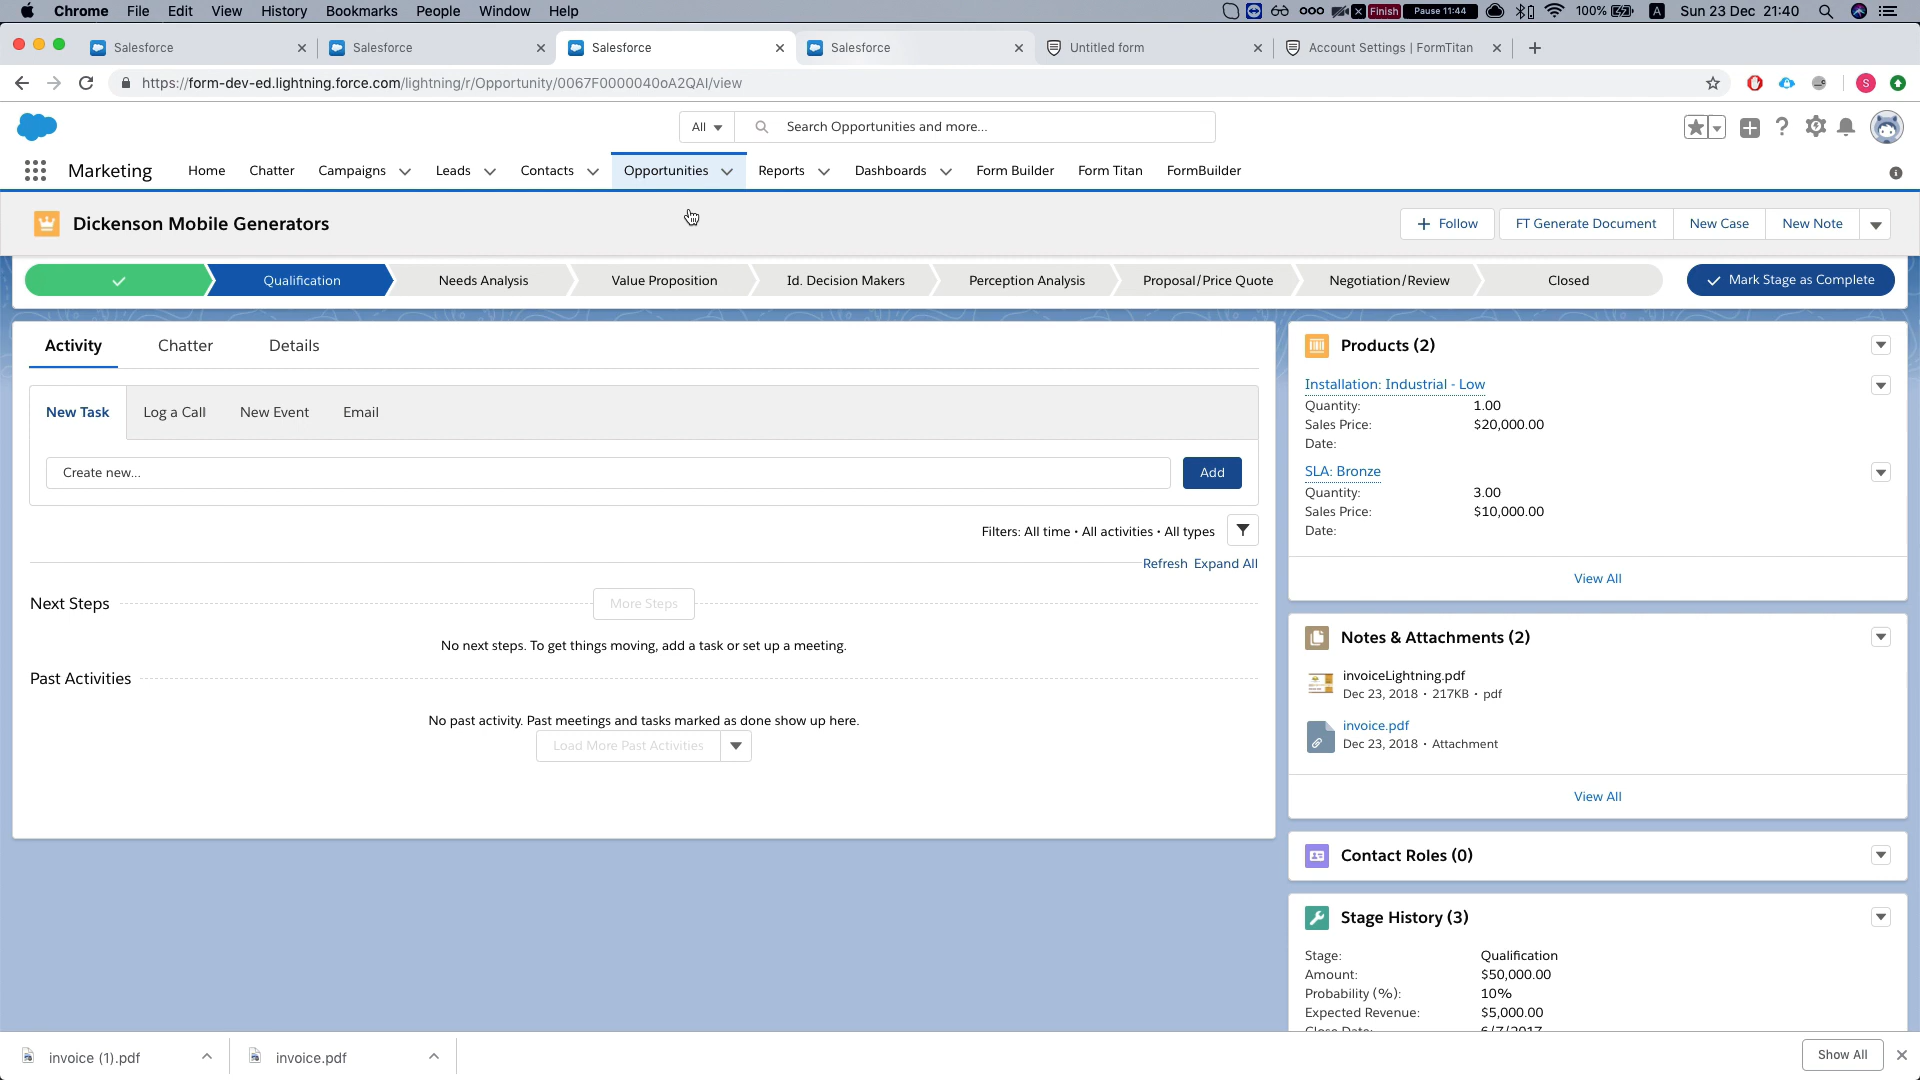 Chrome File Edit View History Bookmarks People Window Help
Finish Pause 11:44 100% A Sun 23 Dec 21:40
Salesforce Salesforce Salesforce Salesforce Untitled form Account Settings | FormTitan
https://form-dev-ed.lightning.force.com/lightning/r/Opportunity/0067F0000040oA2QAI/view
S
All Search Opportunities and more...
Marketing Home Chatter Campaigns Leads Contacts Opportunities Reports Dashboards Form Builder Form Titan FormBuilder
Dickenson Mobile Generators
+ Follow FT Generate Document New Case New Note
Qualification Needs Analysis Value Proposition Id. Decision Makers Perception Analysis Proposal/Price Quote Negotiation/Review Closed Mark Stage as Complete
Activity Chatter Details
New Task Log a Call New Event Email
Create new... Add
Filters: All time • All activities • All types
Refresh Expand All
Next Steps More Steps
No next steps. To get things moving, add a task or set up a meeting.
Past Activities
No past activity. Past meetings and tasks marked as done show up here.
Load More Past Activities
Products (2)
Installation: Industrial - Low
Quantity: 1.00
Sales Price: $20,000.00
Date:
SLA: Bronze
Quantity: 3.00
Sales Price: $10,000.00
Date:
View All
Notes & Attachments (2)
invoiceLightning.pdf
Dec 23, 2018 • 217KB • pdf
invoice.pdf
Dec 23, 2018 • Attachment
View All
Contact Roles (0)
Stage History (3)
Stage: Qualification
Amount: $50,000.00
Probability (%): 10%
Expected Revenue: $5,000.00
Close Date: 6/7/2017
invoice (1).pdf invoice.pdf Show All